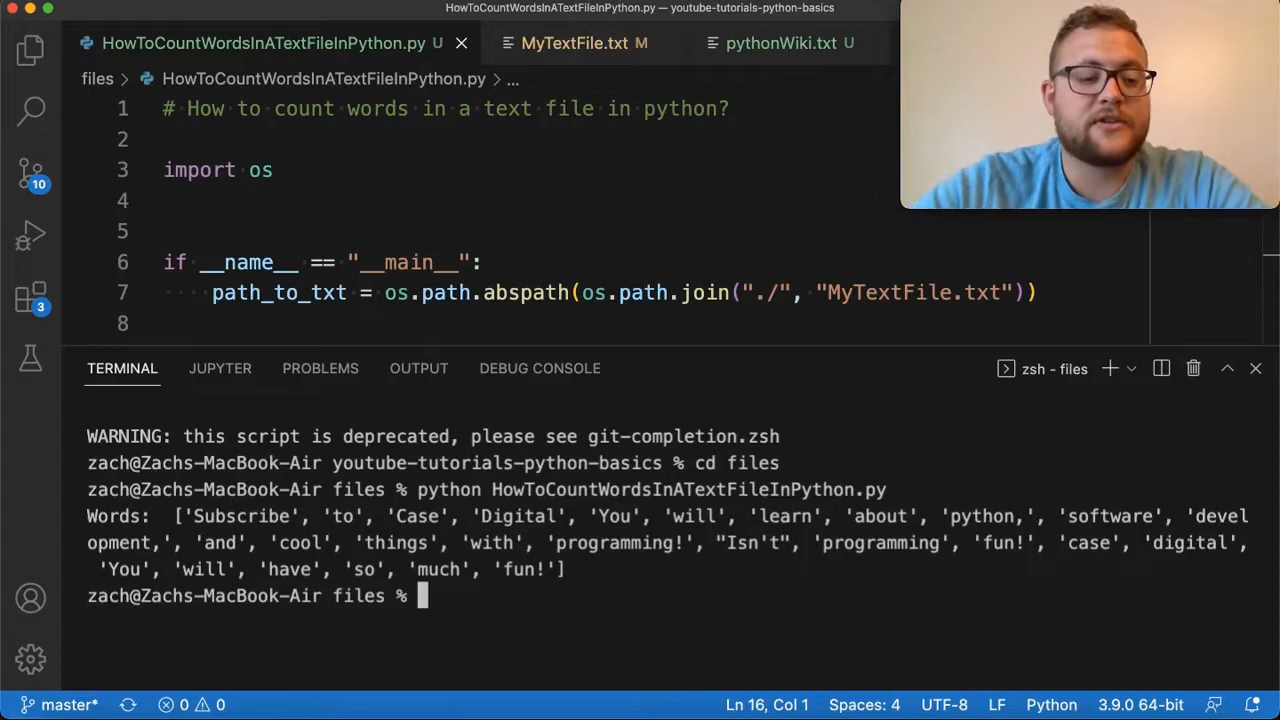 HowToCountWordsInATextFileInPython.py — youtube-tutorials-python-basics
HowToCountWordsInATextFileInPython.py U
MyTextFile.txt M
pythonWiki.txt U
files > HowToCountWordsInATextFileInPython.py > ...
1 # How to count words in a text file in python?
2
3 import os
4
5
6 if __name__ == "__main__":
7 path_to_txt = os.path.abspath(os.path.join("./", "MyTextFile.txt"))
8
10
3
TERMINAL JUPYTER PROBLEMS OUTPUT DEBUG CONSOLE zsh - files
WARNING: this script is deprecated, please see git-completion.zsh
zach@Zachs-MacBook-Air youtube-tutorials-python-basics % cd files
zach@Zachs-MacBook-Air files % python HowToCountWordsInATextFileInPython.py
Words:  ['Subscribe', 'to', 'Case', 'Digital', 'You', 'will', 'learn', 'about', 'python,', 'software', 'devel
opment,', 'and', 'cool', 'things', 'with', 'programming!', "Isn't", 'programming', 'fun!', 'case', 'digital',
'You', 'will', 'have', 'so', 'much', 'fun!']
zach@Zachs-MacBook-Air files %
master* 0 0 Ln 16, Col 1 Spaces: 4 UTF-8 LF Python 3.9.0 64-bit